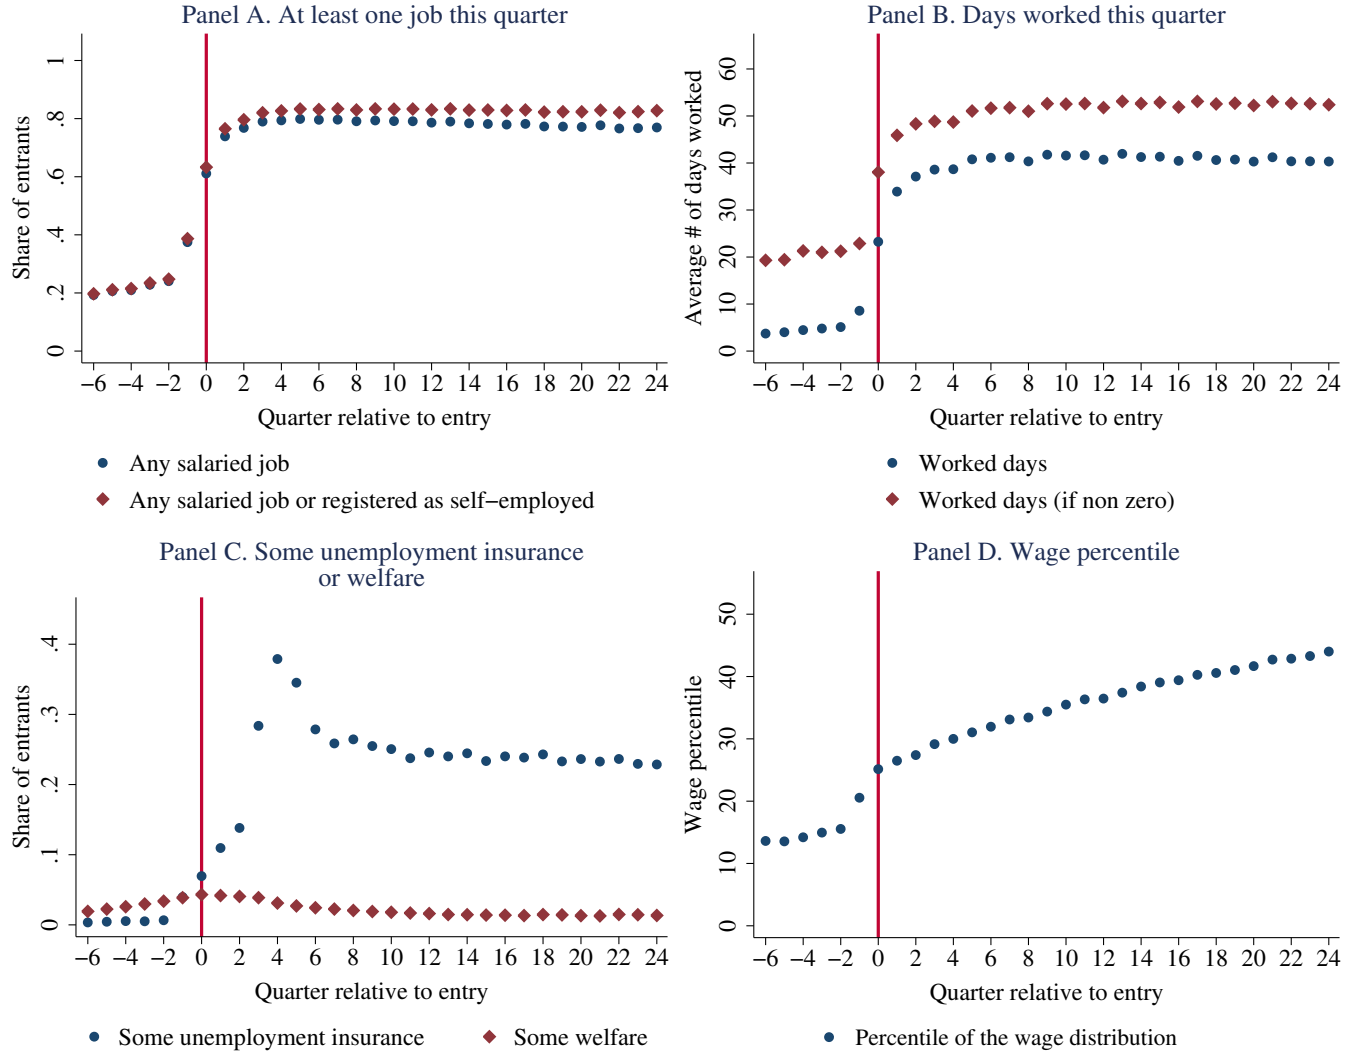 Panel A. At least one job this quarter
Share of entrants
1
.8
.6
.4
.2
0
−6 −4 −2 0 2 4 6 8 10 12 14 16 18 20 22 24
Quarter relative to entry
Any salaried job
Any salaried job or registered as self−employed
Panel B. Days worked this quarter
Average # of days worked
60
50
40
30
20
10
0
−6 −4 −2 0 2 4 6 8 10 12 14 16 18 20 22 24
Quarter relative to entry
Worked days
Worked days (if non zero)
Panel C. Some unemployment insurance
or welfare
Share of entrants
.4
.3
.2
.1
0
−6 −4 −2 0 2 4 6 8 10 12 14 16 18 20 22 24
Quarter relative to entry
Some unemployment insurance
Some welfare
Panel D. Wage percentile
Wage percentile
50
40
30
20
10
0
−6 −4 −2 0 2 4 6 8 10 12 14 16 18 20 22 24
Quarter relative to entry
Percentile of the wage distribution